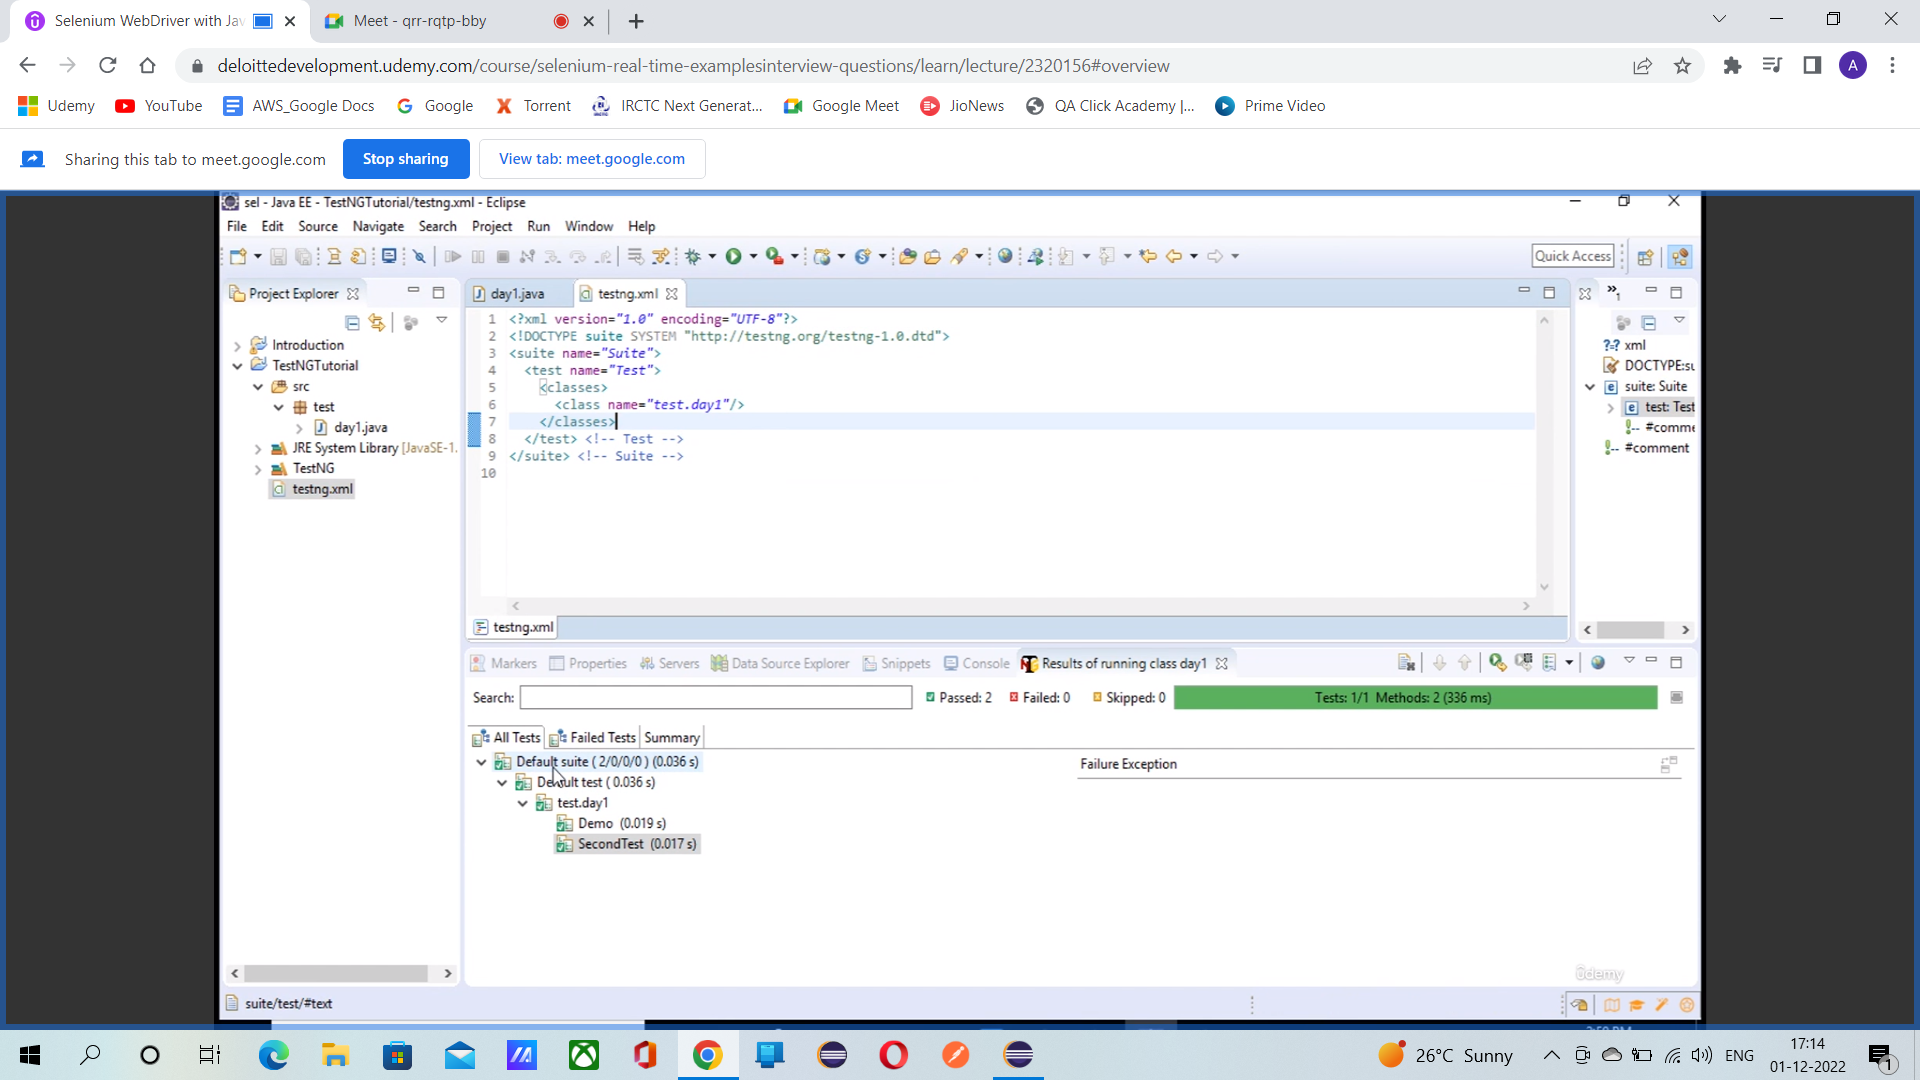 Selenium WebDriver with Jav
Meet - qrr-rqtp-bby
deloittedevelopment.udemy.com/course/selenium-real-time-examplesinterview-questions/learn/lecture/2320156#overview
A
Udemy YouTube AWS_Google Docs Google Torrent IRCTC Next Generat... Google Meet JioNews QA Click Academy |... Prime Video
Sharing this tab to meet.google.com Stop sharing View tab: meet.google.com
sel - Java EE - TestNGTutorial/testng.xml - Eclipse
File Edit Source Navigate Search Project Run Window Help
Quick Access
Project Explorer
day1.java testng.xml
Introduction
TestNGTutorial
src
test
day1.java
JRE System Library [JavaSE-1.
TestNG
testng.xml
1 <?xml version="1.0" encoding="UTF-8"?>
2 <!DOCTYPE suite SYSTEM "http://testng.org/testng-1.0.dtd">
3 <suite name="Suite">
4 <test name="Test">
5 <classes>
6 <class name="test.day1"/>
7 </classes>
8 </test> <!-- Test -->
9 </suite> <!-- Suite -->
10
xml
DOCTYPE:su
suite: Suite
test: Test
#comme
#comment
testng.xml
Markers Properties Servers Data Source Explorer Snippets Console Results of running class day1
Search: Passed: 2 Failed: 0 Skipped: 0 Tests: 1/1 Methods: 2 (336 ms)
All Tests Failed Tests Summary
Default suite ( 2/0/0/0 ) (0.036 s)
Default test ( 0.036 s)
test.day1
Demo (0.019 s)
SecondTest (0.017 s)
Failure Exception
ûdemy
suite/test/#text
26°C Sunny
ENG
17:14
01-12-2022
1